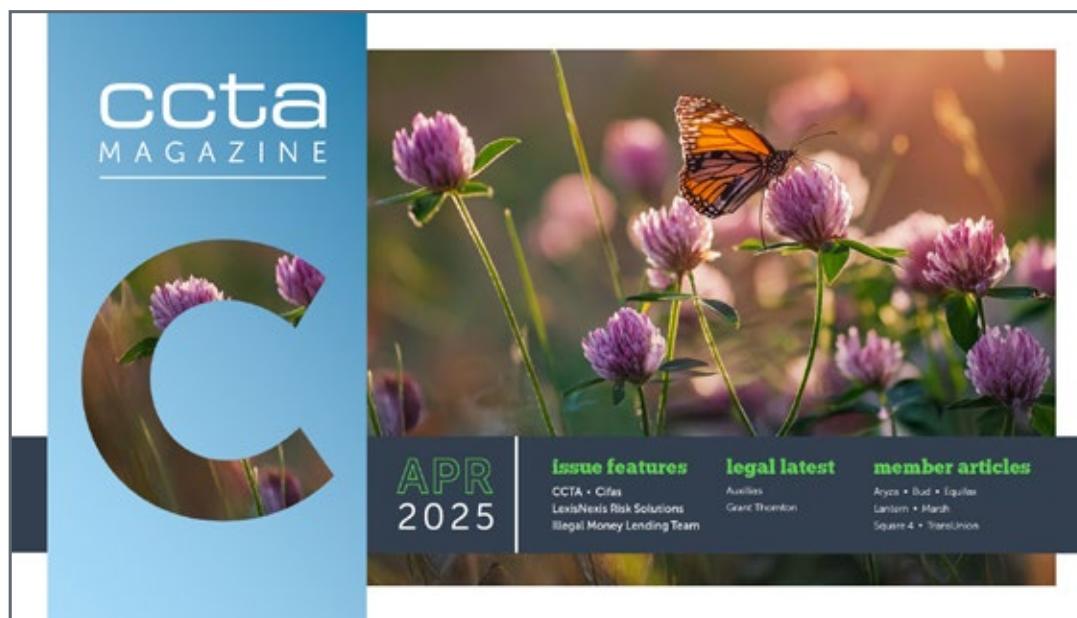 ccta
MAGAZINE
APR
2025
issue features
CCTA • Cifas
LexisNexis Risk Solutions
Illegal Money Lending Team
legal latest
Auxillias
Grant Thornton
member articles
Aryza • Bud • Equifax
Lantern • Marsh
Square 4 • TransUnion